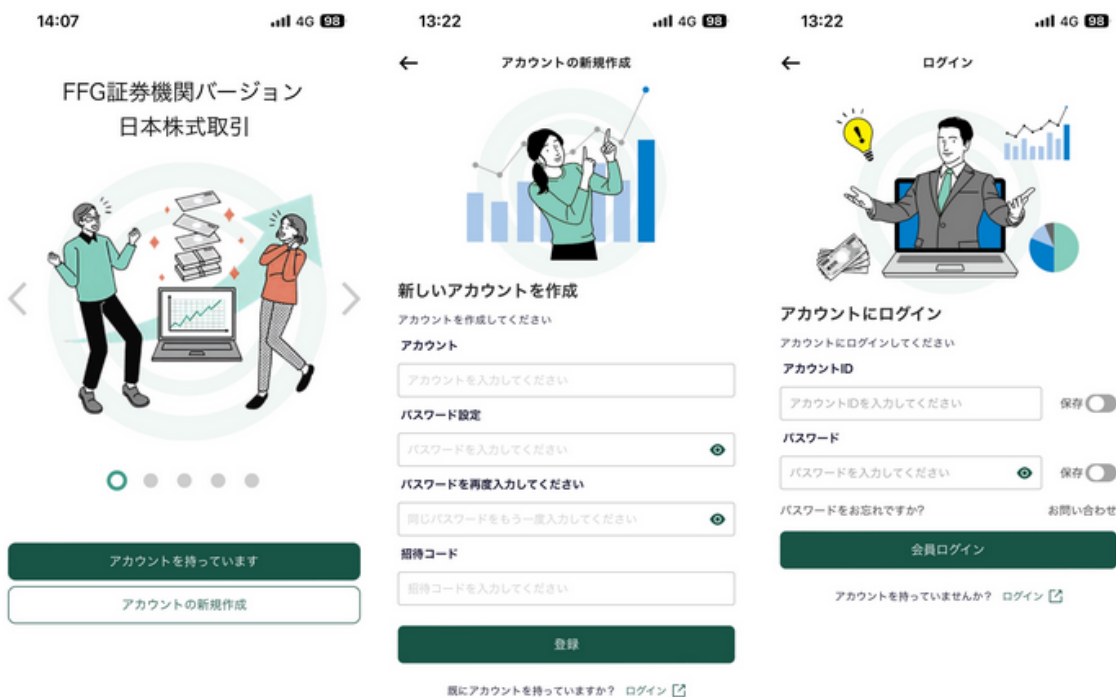 14:07
4G 98
FFG証券機関バージョン
日本株式取引
アカウントを持っています
アカウントの新規作成
13:22
4G 98
アカウントの新規作成
新しいアカウントを作成
アカウントを作成してください
アカウント
アカウントを入力してください
パスワード設定
パスワードを入力してください
パスワードを再度入力してください
同じパスワードをもう一度入力してください
招待コード
招待コードを入力してください
登録
既にアカウントを持っていますか? ログイン
13:22
4G 98
ログイン
アカウントにログイン
アカウントにログインしてください
アカウントID
アカウントIDを入力してください
保存
パスワード
パスワードを入力してください
保存
パスワードをお忘れですか?
お問い合わせ
会員ログイン
アカウントを持っていませんか? ログイン